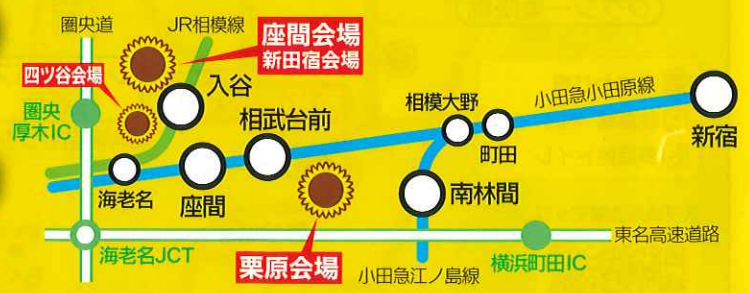 圏央道
JR相模線
座間会場
新田宿会場
四ツ谷会場
入谷
圏央
厚木IC
相武台前
相模大野
小田急小田原線
町田
新宿
海老名
座間
南林間
海老名JCT
栗原会場
小田急江ノ島線
横浜町田IC
東名高速道路